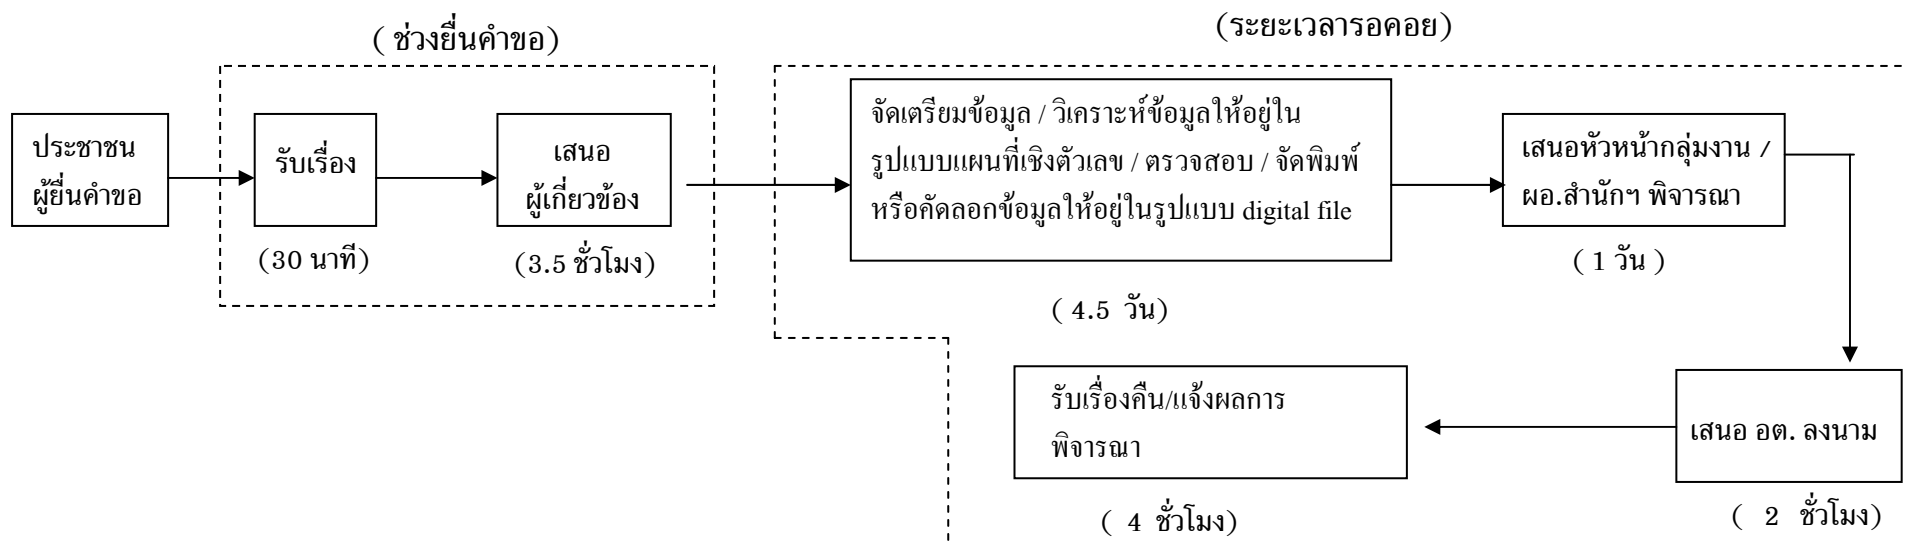 ( ช่วงยื่นคำขอ)
(ระยะเวลารอคอย)
ประชาชน
ผู้ยื่นคำขอ
รับเรื่อง
(30 นาที)
เสนอ
ผู้เกี่ยวข้อง
(3.5 ชั่วโมง)
จัดเตรียมข้อมูล / วิเคราะห์ข้อมูลให้อยู่ใน
รูปแบบแผนที่เชิงตัวเลข / ตรวจสอบ / จัดพิมพ์
หรือคัดลอกข้อมูลให้อยู่ในรูปแบบ digital file
( 4.5 วัน)
เสนอหัวหน้ากลุ่มงาน /
ผอ.สำนักฯ พิจารณา
( 1 วัน )
เสนอ อต. ลงนาม
( 2 ชั่วโมง)
รับเรื่องคืน/แจ้งผลการ
พิจารณา
( 4 ชั่วโมง)